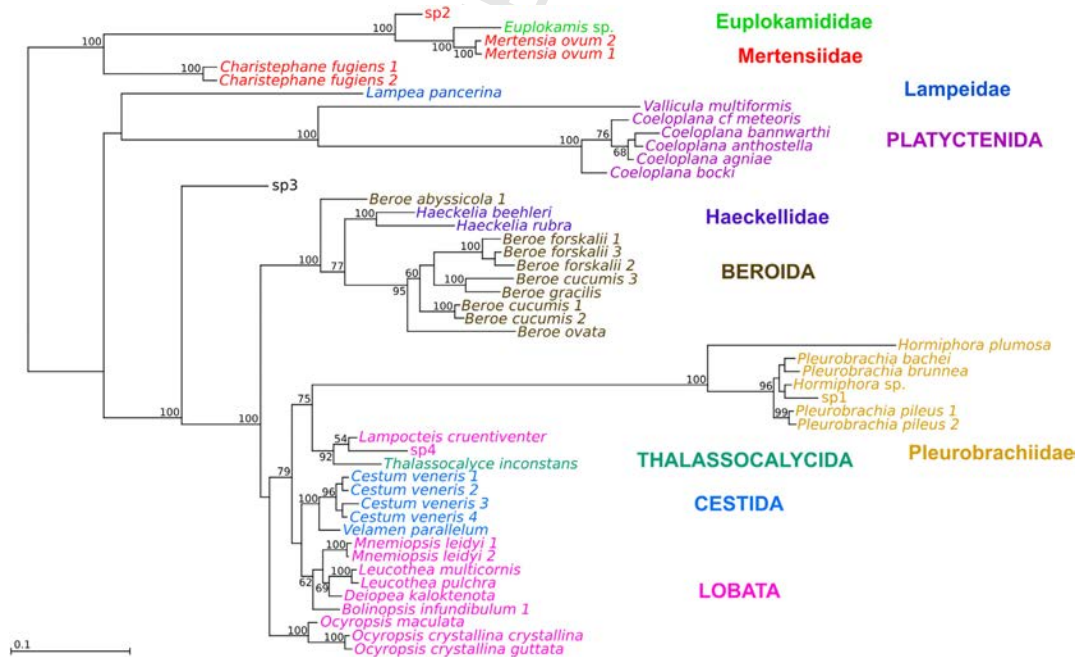 sp2
100
Euplokamis sp.
Euplokamididae
100
100
Mertensia ovum 2
100
Mertensia ovum 1
Mertensiidae
100
Charistephane fugiens 1
Charistephane fugiens 2
Lampea pancerina
Lampeidae
Vallicula multiformis
Coeloplana cf meteoris
100
76
Coeloplana bannwarthi
100
Coeloplana anthostella
PLATYCTENIDA
68
Coeloplana agniae
Coeloplana bocki
sp3
Beroe abyssicola 1
100
Haeckelia beehleri
Haeckellidae
Haeckelia rubra
Beroe forskalii 1
100
Beroe forskalii 3
100
77
60
Beroe forskalii 2
BEROIDA
100
Beroe cucumis 3
95
Beroe gracilis
100
Beroe cucumis 1
Beroe cucumis 2
Beroe ovata
Hormiphora plumosa
Pleurobrachia bachei
100
Pleurobrachia brunnea
96
Hormiphora sp.
75
sp1
99
Pleurobrachia pileus 1
100
100
Pleurobrachia pileus 2
54
Lampocteis cruentiventer
sp4
92
Thalassocalyce inconstans
THALASSOCALYCIDA
Pleurobrachiidae
79
Cestum veneris 1
96
Cestum veneris 2
100
Cestum veneris 3
CESTIDA
Cestum veneris 4
Velamen parallelum
100
Mnemiopsis leidyi 1
Mnemiopsis leidyi 2
100
Leucothea multicornis
62
69
Leucothea pulchra
LOBATA
Deiopea kaloktenota
Bolinopsis infundibulum 1
Ocyropsis maculata
100
100
Ocyropsis crystallina crystallina
Ocyropsis crystallina guttata
0.1